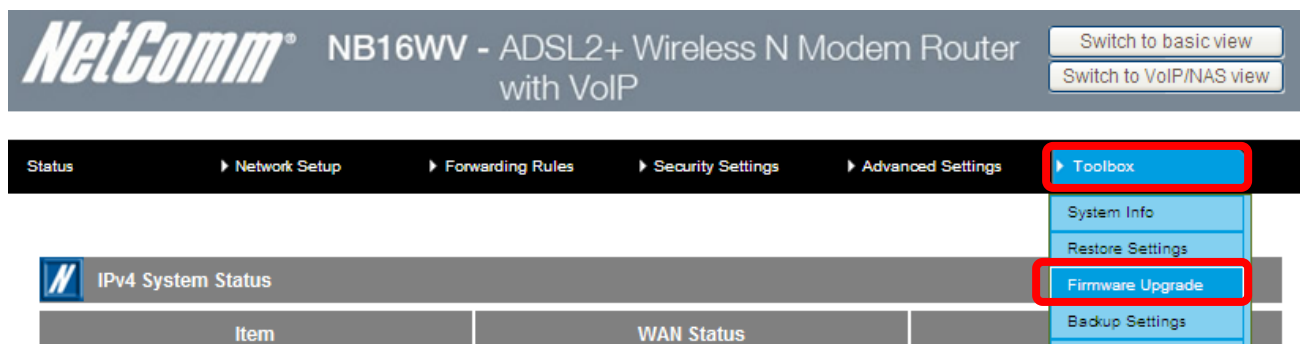 NetComm®
NB16WV - ADSL2+ Wireless N Modem Router
with VoIP
Switch to basic view
Switch to VoIP/NAS view
Status
Network Setup
Forwarding Rules
Security Settings
Advanced Settings
Toolbox
System Info
Restore Settings
Firmware Upgrade
Backup Settings
IPv4 System Status
Item
WAN Status